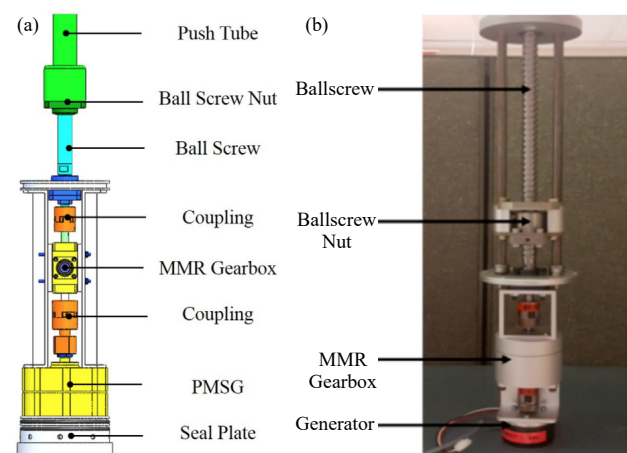 (a)
Push Tube
Ball Screw Nut
Ball Screw
Coupling
MMR Gearbox
Coupling
PMSG
Seal Plate
(b)
Ballscrew
Ballscrew
Nut
MMR
Gearbox
Generator